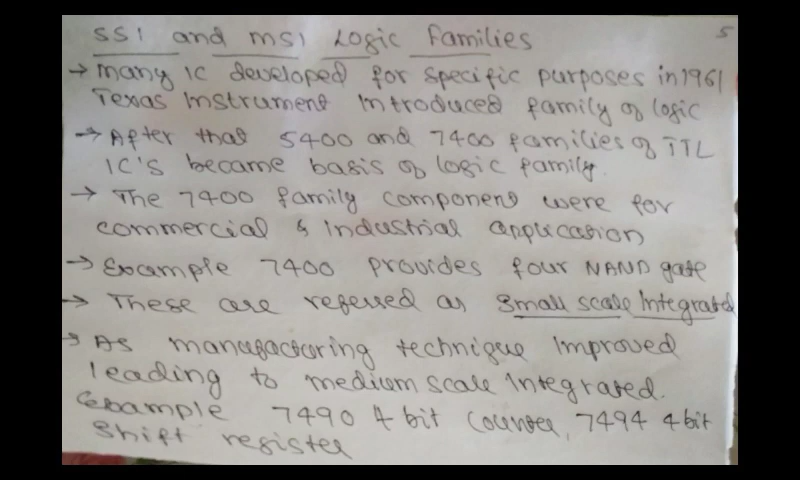 SSI and MSI Logic Families
5
→ Many IC developed for specific purposes in 1961
Texas Instrument Introduced family of logic
→ After that 5400 and 7400 families of TTL
IC's became basis of logic family.
→ The 7400 family component were for
commercial & Industrial application
→ Example 7400 provides four NAND gate
→ These are refered as Small scale Integrated
→ As manufacturing technique Improved
leading to medium scale Integrated.
Example 7490 4 bit Counter, 7494 4 bit
Shift register